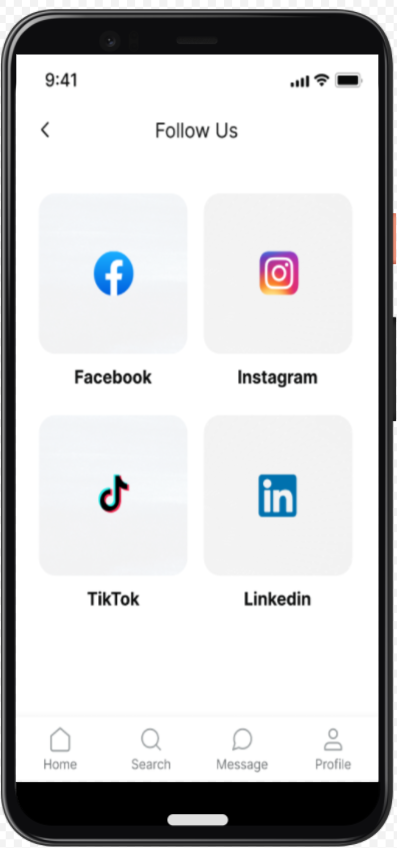 9:41
Follow Us
Facebook
Instagram
TikTok
Linkedin
Home
Search
Message
Profile